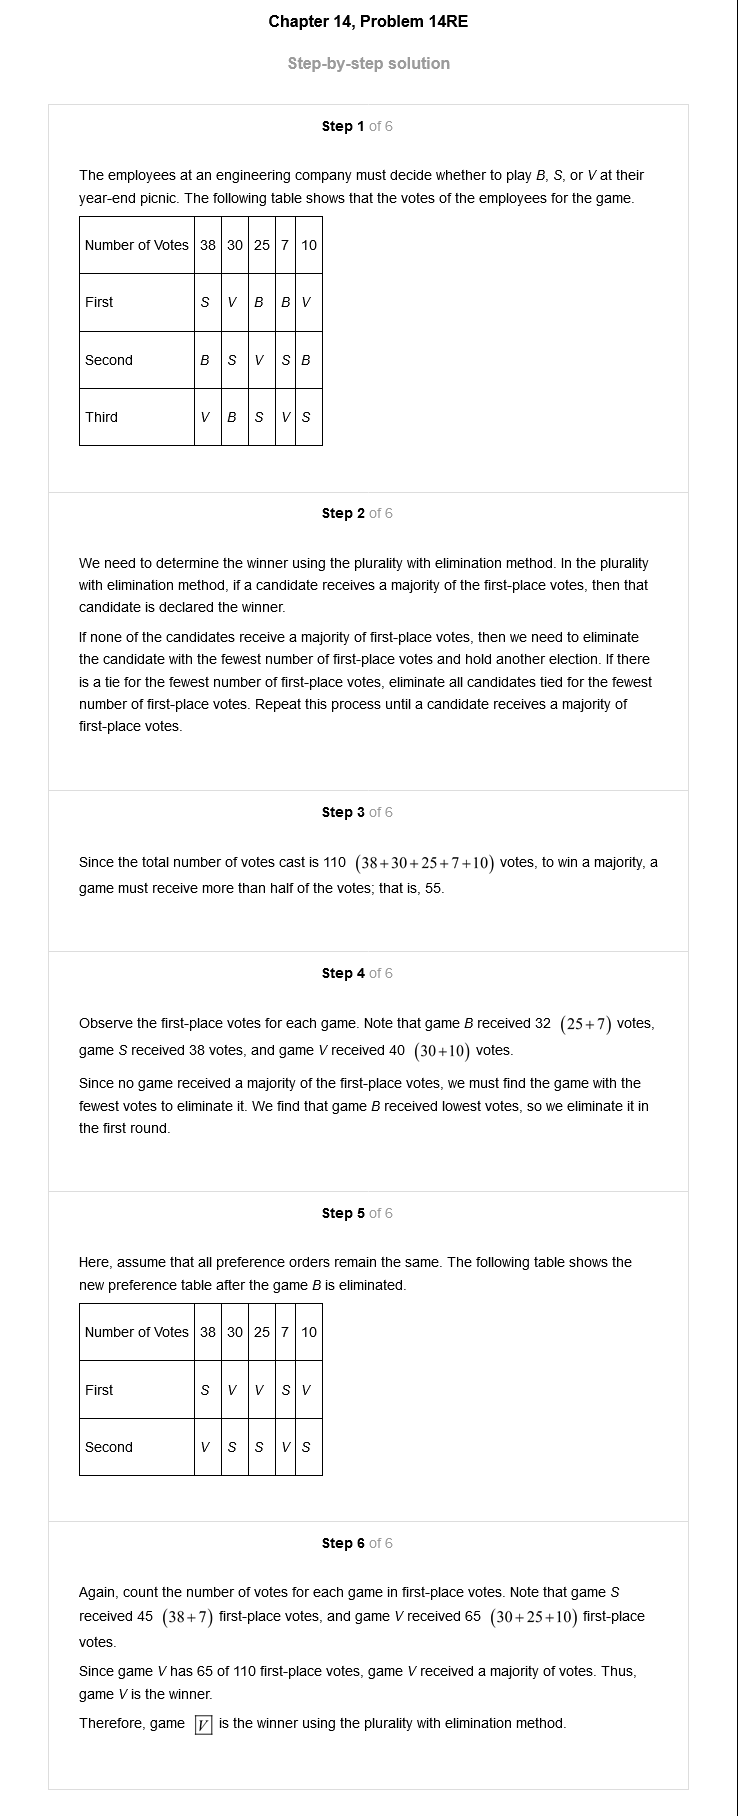 Chapter 14, Problem 14RE
Step-by-step solution
Step 1 of 6
The employees at an engineering company must decide whether to play B, S, or V at their
year-end picnic. The following table shows that the votes of the employees for the game.
Number of Votes 38 30 25 7 10
First S V B B V
Second B S V S B
Third V B S V S
Step 2 of 6
We need to determine the winner using the plurality with elimination method. In the plurality
with elimination method, if a candidate receives a majority of the first-place votes, then that
candidate is declared the winner.
If none of the candidates receive a majority of first-place votes, then we need to eliminate
the candidate with the fewest number of first-place votes and hold another election. If there
is a tie for the fewest number of first-place votes, eliminate all candidates tied for the fewest
number of first-place votes. Repeat this process until a candidate receives a majority of
first-place votes.
Step 3 of 6
Since the total number of votes cast is 110 (38+30+25+7+10) votes, to win a majority, a
game must receive more than half of the votes; that is, 55.
Step 4 of 6
Observe the first-place votes for each game. Note that game B received 32 (25+7) votes,
game S received 38 votes, and game V received 40 (30+10) votes.
Since no game received a majority of the first-place votes, we must find the game with the
fewest votes to eliminate it. We find that game B received lowest votes, so we eliminate it in
the first round.
Step 5 of 6
Here, assume that all preference orders remain the same. The following table shows the
new preference table after the game B is eliminated.
Number of Votes 38 30 25 7 10
First S V V S V
Second V S S V S
Step 6 of 6
Again, count the number of votes for each game in first-place votes. Note that game S
received 45 (38+7) first-place votes, and game V received 65 (30+25+10) first-place
votes.
Since game V has 65 of 110 first-place votes, game V received a majority of votes. Thus,
game V is the winner.
Therefore, game V is the winner using the plurality with elimination method.